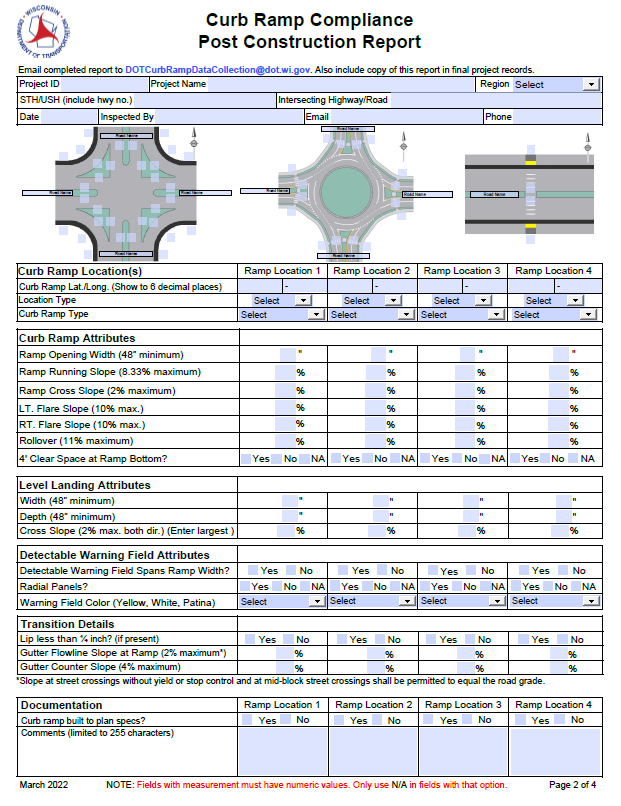 WISCONSIN
DEPARTMENT OF TRANSPORTATION
Curb Ramp Compliance
Post Construction Report
Email completed report to DOTCurbRampDataCollection@dot.wi.gov. Also include copy of this report in final project records.
Project ID Project Name Region Select
STH/USH (include hwy no.) Intersecting Highway/Road
Date Inspected By Email Phone
Road Name Road Name
Road Name Road Name Road Name Road Name Road Name
Road Name Road Name
Curb Ramp Location(s) Ramp Location 1 Ramp Location 2 Ramp Location 3 Ramp Location 4
Curb Ramp Lat./Long. (Show to 6 decimal places) - - - -
Location Type Select Select Select Select
Curb Ramp Type Select Select Select Select
Curb Ramp Attributes
Ramp Opening Width (48" minimum) " " " "
Ramp Running Slope (8.33% maximum) % % % %
Ramp Cross Slope (2% maximum) % % % %
LT. Flare Slope (10% max.) % % % %
RT. Flare Slope (10% max.) % % % %
Rollover (11% maximum) % % % %
4' Clear Space at Ramp Bottom? Yes No NA Yes No NA Yes No NA Yes No NA
Level Landing Attributes
Width (48" minimum) " " " "
Depth (48" minimum) " " " "
Cross Slope (2% max. both dir.) (Enter largest ) % % % %
Detectable Warning Field Attributes
Detectable Warning Field Spans Ramp Width? Yes No Yes No Yes No Yes No
Radial Panels? Yes No NA Yes No NA Yes No NA Yes No NA
Warning Field Color (Yellow, White, Patina) Select Select Select Select
Transition Details
Lip less than ¼ inch? (if present) Yes No Yes No Yes No Yes No
Gutter Flowline Slope at Ramp (2% maximum*) % % % %
Gutter Counter Slope (4% maximum) % % % %
*Slope at street crossings without yield or stop control and at mid-block street crossings shall be permitted to equal the road grade.
Documentation Ramp Location 1 Ramp Location 2 Ramp Location 3 Ramp Location 4
Curb ramp built to plan specs? Yes No Yes No Yes No Yes No
Comments (limited to 255 characters)
March 2022 NOTE: Fields with measurement must have numeric values. Only use N/A in fields with that option. Page 2 of 4